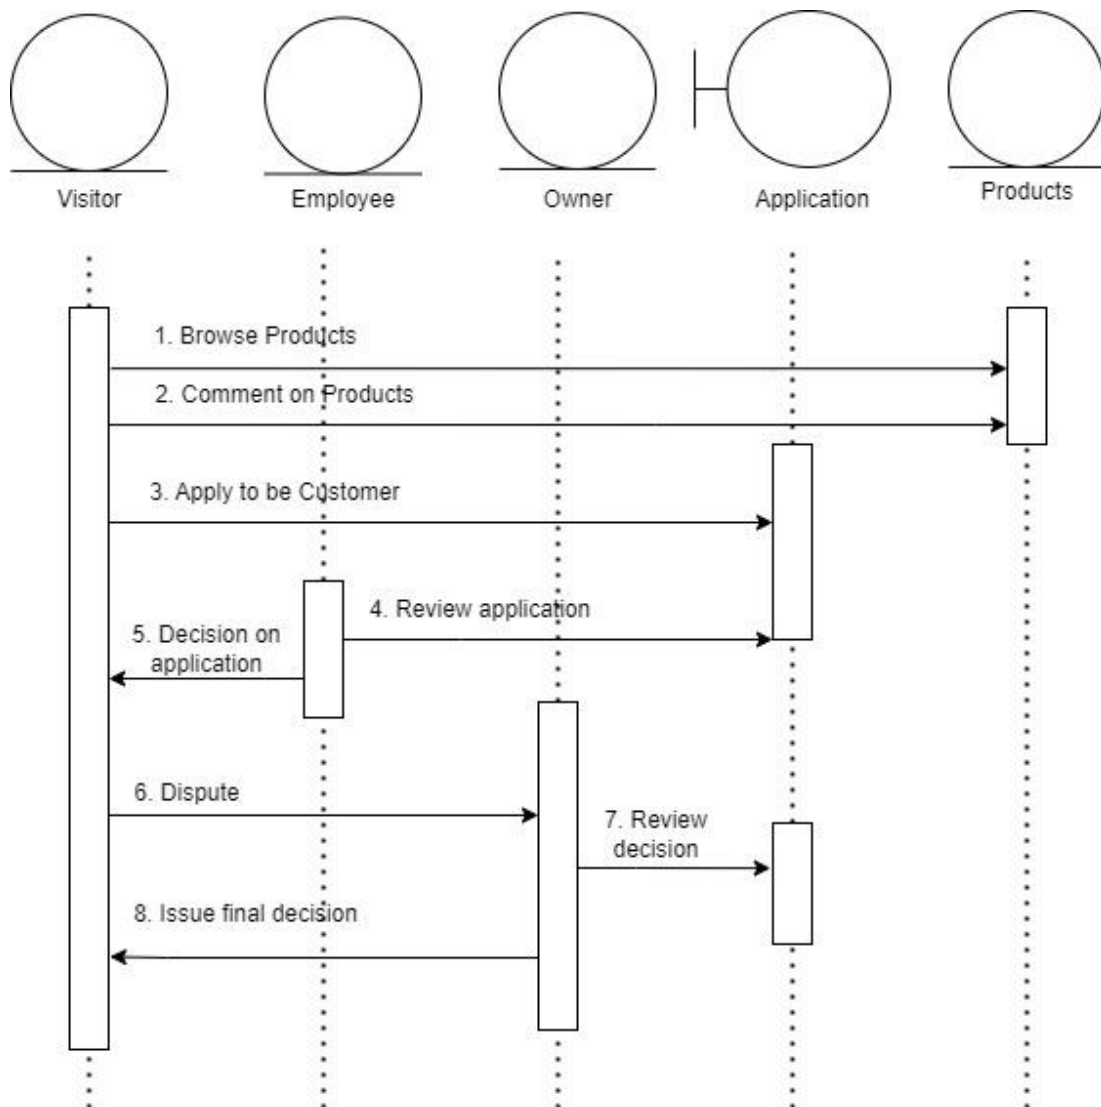 Visitor
Employee
Owner
Application
Products
1. Browse Products
2. Comment on Products
3. Apply to be Customer
4. Review application
5. Decision on
application
6. Dispute
7. Review
decision
8. Issue final decision